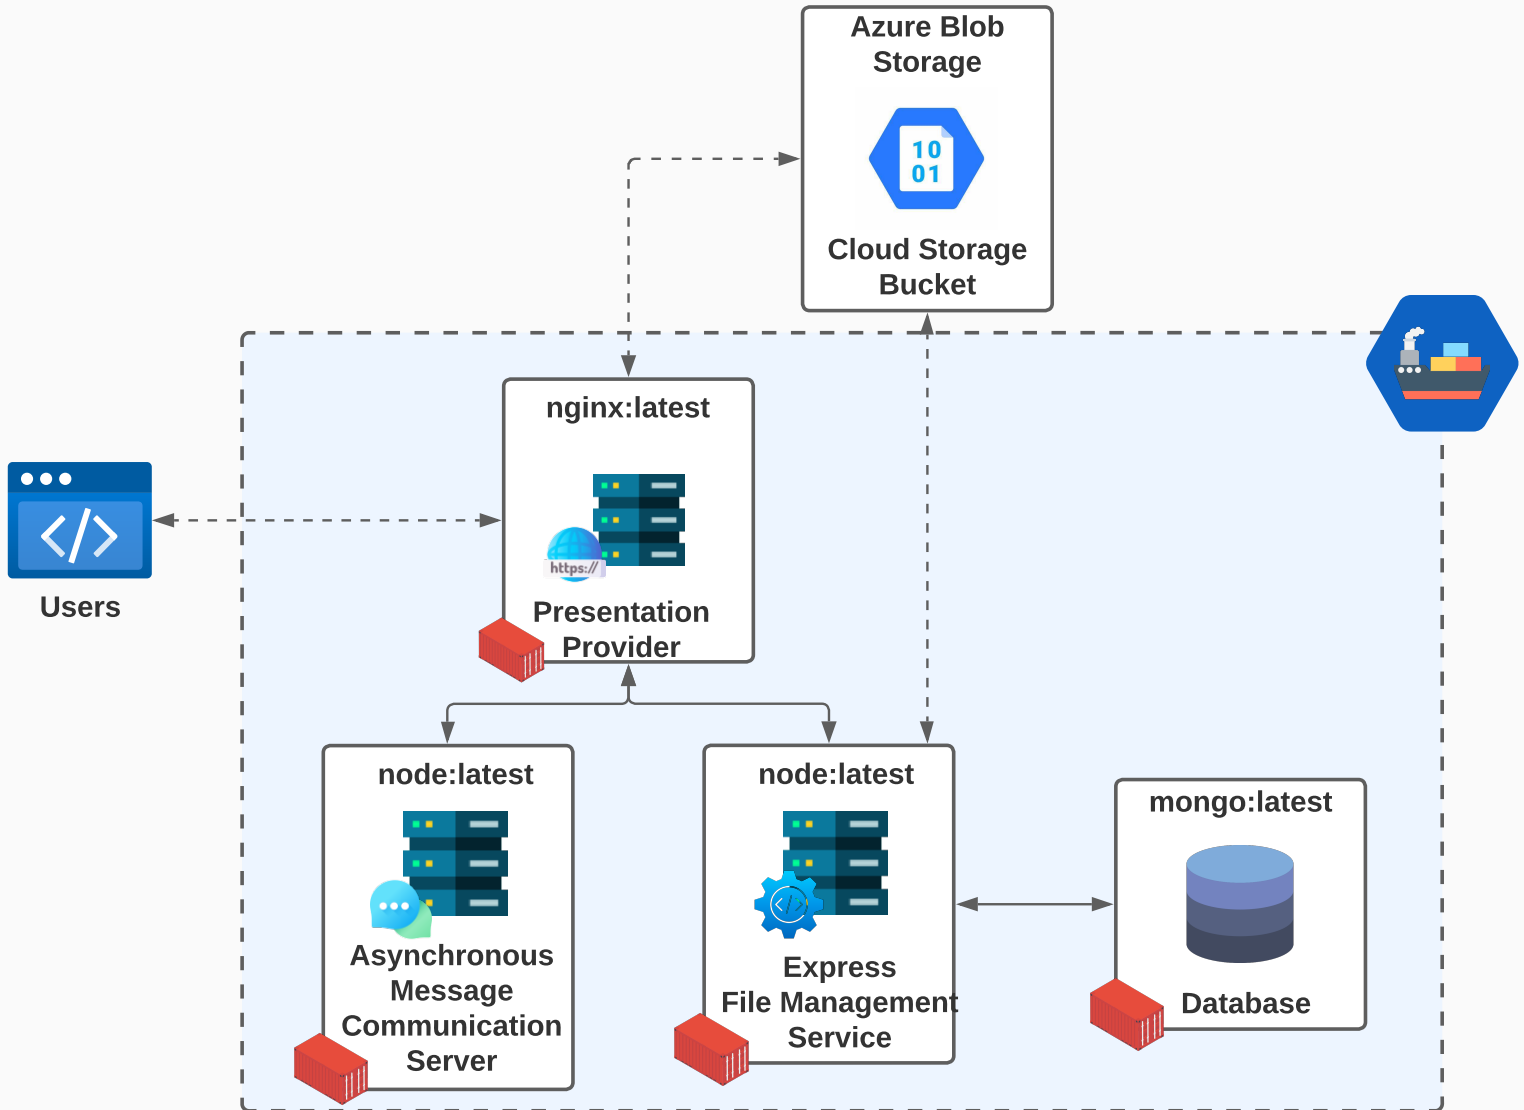 Azure Blob
Storage
10
01
Cloud Storage
Bucket
nginx:latest
https://
Presentation
Provider
Users
node:latest
Asynchronous
Message
Communication
Server
node:latest
Express
File Management
Service
mongo:latest
Database